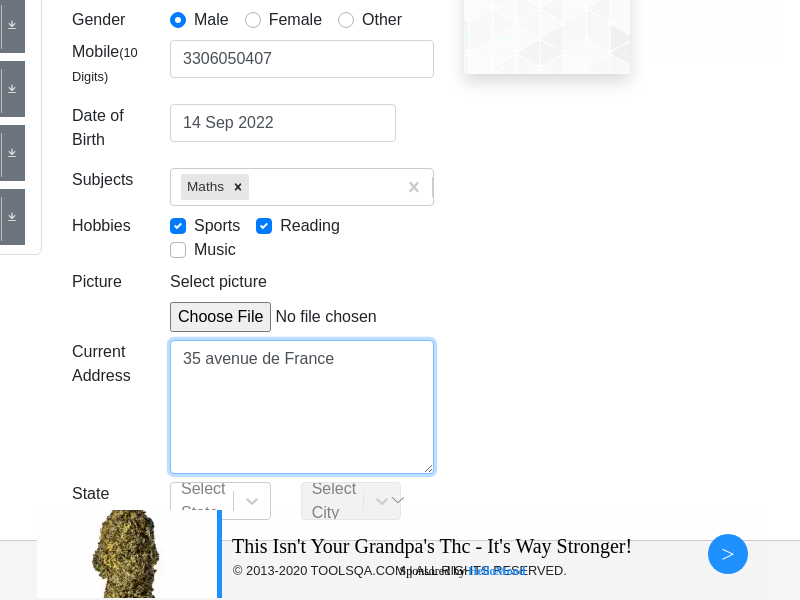 Gender
Male
Female
Other
Mobile(10
Digits)
3306050407
Date of
Birth
14 Sep 2022
Subjects
Maths
Hobbies
Sports
Reading
Music
Picture
Select picture
Choose File No file chosen
Current
Address
35 avenue de France
State
Select
Select
City
This Isn't Your Grandpa's Thc - It's Way Stronger!
© 2013-2020 TOOLSQA.COM | ALL RIGHTS RESERVED.
Sponsored by
>